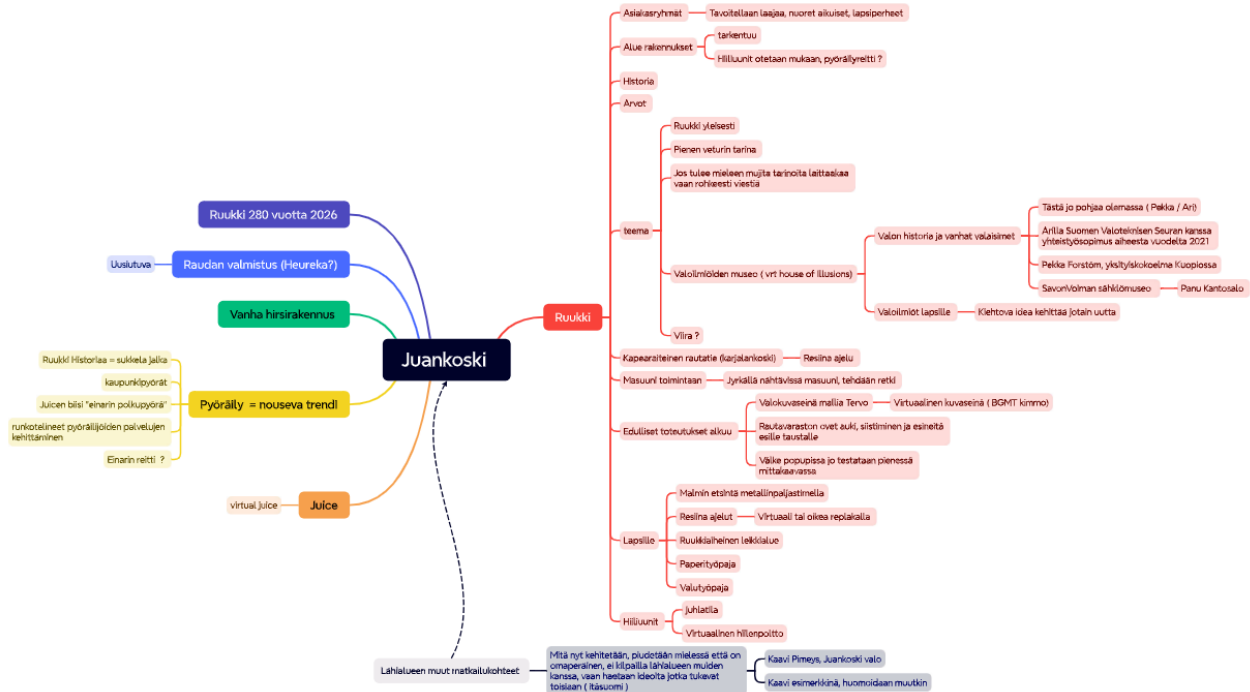 Juankoski
Ruukki 280 vuotta 2026
Raudan valmistus (Heureka?)
Uusiutuva
Vanha hirsirakennus
Pyöräily = nouseva trendi
Ruukki Historiaa = sukkela jalka
kaupunkipyörät
Juicen biisi "einarin polkupyörä"
runkotelineet pyöräilijöiden palvelujen
kehittäminen
Einarin reitti ?
Juice
virtual juice
Ruukki
Asiakasryhmät
Tavoitellaan laajaa, nuoret aikuiset, lapsiperheet
Alue rakennukset
tarkentuu
Hiiliuunit otetaan mukaan, pyöräilyreitti ?
Historia
Arvot
teema
Ruukki yleisesti
Pienen veturin tarina
Jos tulee mieleen mujita tarinoita laittaakaa
vaan rohkeesti viestiä
Valoilmiöiden museo ( vrt house of illusions)
Valon historia ja vanhat valaisimet
Tästä jo pohjaa olemassa ( Pekka / Ari)
Arilla Suomen Valoteknisen Seuran kanssa
yhteistyösopimus aiheesta vuodelta 2021
Pekka Forstöm, yksityiskokoelma Kuopiossa
SavonVoiman sähkömuseo
Panu Kantosalo
Valoilmiöt lapsille
Kiehtova idea kehittää jotain uutta
Viira ?
Kapearaiteinen rautatie (karjalankoski)
Resiina ajelu
Masuuni toimintaan
Jyrkällä nähtävissä masuuni, tehdään retki
Edulliset toteutukset alkuu
Valokuvaseinä mallia Tervo
Virtuaalinen kuvaseinä ( BGMT kimmo)
Rautavaraston ovet auki, siistiminen ja esineitä
esille taustalle
Välke popupissa jo testataan pienessä
mittakaavassa
Lapsille
Malmin etsintä metallinpaljastimella
Resiina ajelut
Virtuaali tai oikea replakalla
Ruukkiaiheinen leikkialue
Paperityöpaja
Valutyöpaja
Hiiliuunit
Juhlatila
Virtuaalinen hiilenpoltto
Lähialueen muut matkailukohteet
Mitä nyt kehitetään, piudetään mielessä että on
omaperäinen, ei kilpailla lähialueen muiden
kanssa, vaan haetaan ideoita jotka tukevat
toisiaan ( itäsuomi )
Kaavi Pimeys, Juankoski valo
Kaavi esimerkkinä, huomoidaan muutkin